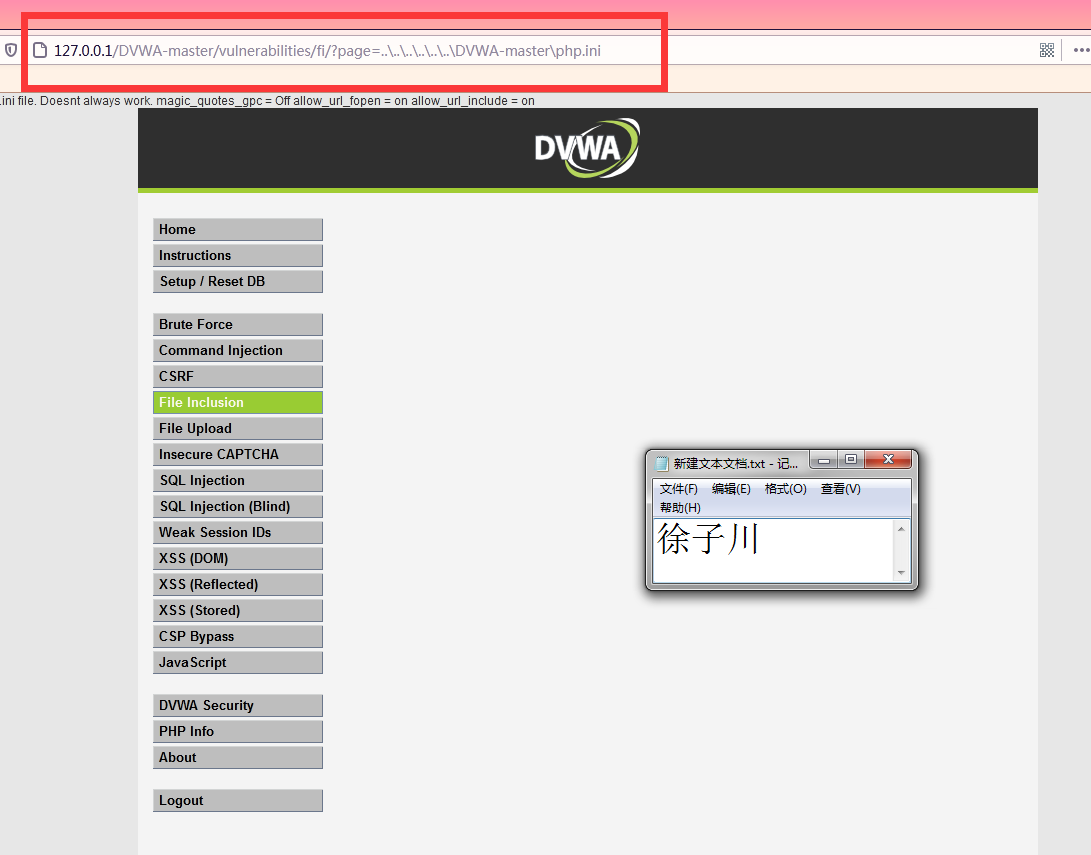 127.0.0.1/DVWA-master/vulnerabilities/fi/?page=..\..\..\..\..\..\DVWA-master\php.ini
.ini file. Doesnt always work. magic_quotes_gpc = Off allow_url_fopen = on allow_url_include = on
DVWA
Home
Instructions
Setup / Reset DB
Brute Force
Command Injection
CSRF
File Inclusion
File Upload
Insecure CAPTCHA
SQL Injection
SQL Injection (Blind)
Weak Session IDs
XSS (DOM)
XSS (Reflected)
XSS (Stored)
CSP Bypass
JavaScript
DVWA Security
PHP Info
About
Logout
新建文本文档.txt - 记...
文件(F) 编辑(E) 格式(O) 查看(V)
帮助(H)
徐子川